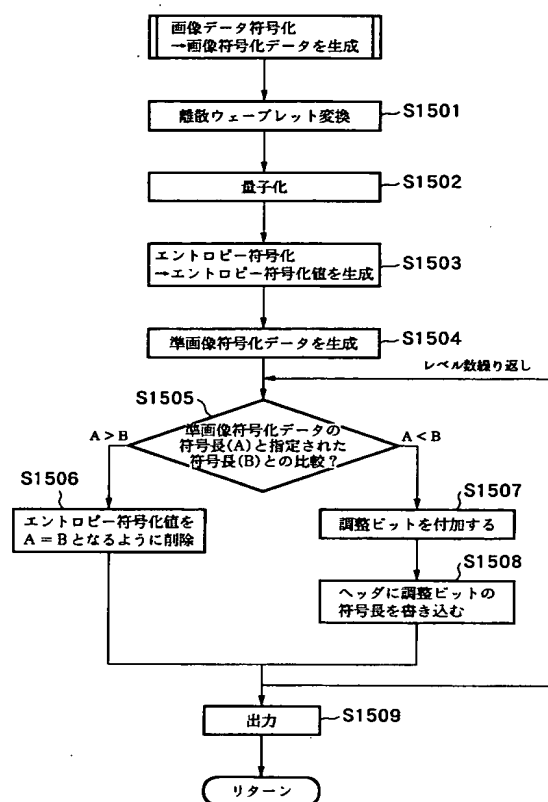 画像データ符号化
→画像符号化データを生成
離散ウェーブレット変換
S1501
量子化
S1502
エントロピー符号化
→エントロピー符号化値を生成
S1503
準画像符号化データを生成
S1504
レベル数繰り返し
S1505
準画像符号化データの
符号長(A)と指定された
符号長(B)との比較?
A>B
A<B
S1506
エントロピー符号化値を
A=Bとなるように削除
S1507
調整ビットを付加する
S1508
ヘッダに調整ビットの
符号長を書き込む
出力
S1509
リターン